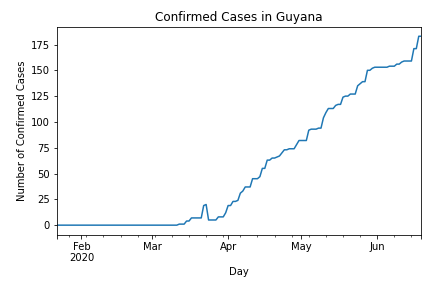 Confirmed Cases in Guyana
Number of Confirmed Cases
175
150
125
100
75
50
25
0
Feb
2020
Mar
Apr
May
Jun
Day